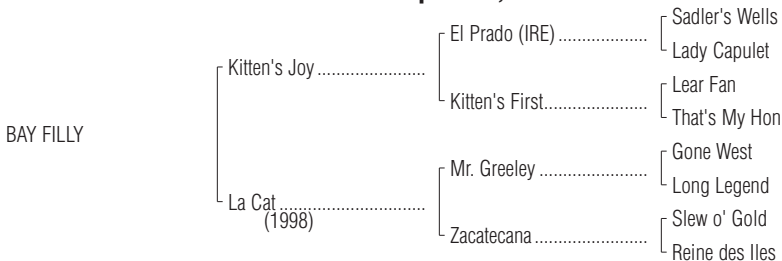 BAY FILLY
Kitten's Joy .......................
La Cat ...............................
(1998)
El Prado (IRE) ...................
Kitten's First......................
Mr. Greeley .......................
Zacatecana ........................
Sadler's Wells
Lady Capulet
Lear Fan
That's My Hon
Gone West
Long Legend
Slew o' Gold
Reine des Iles